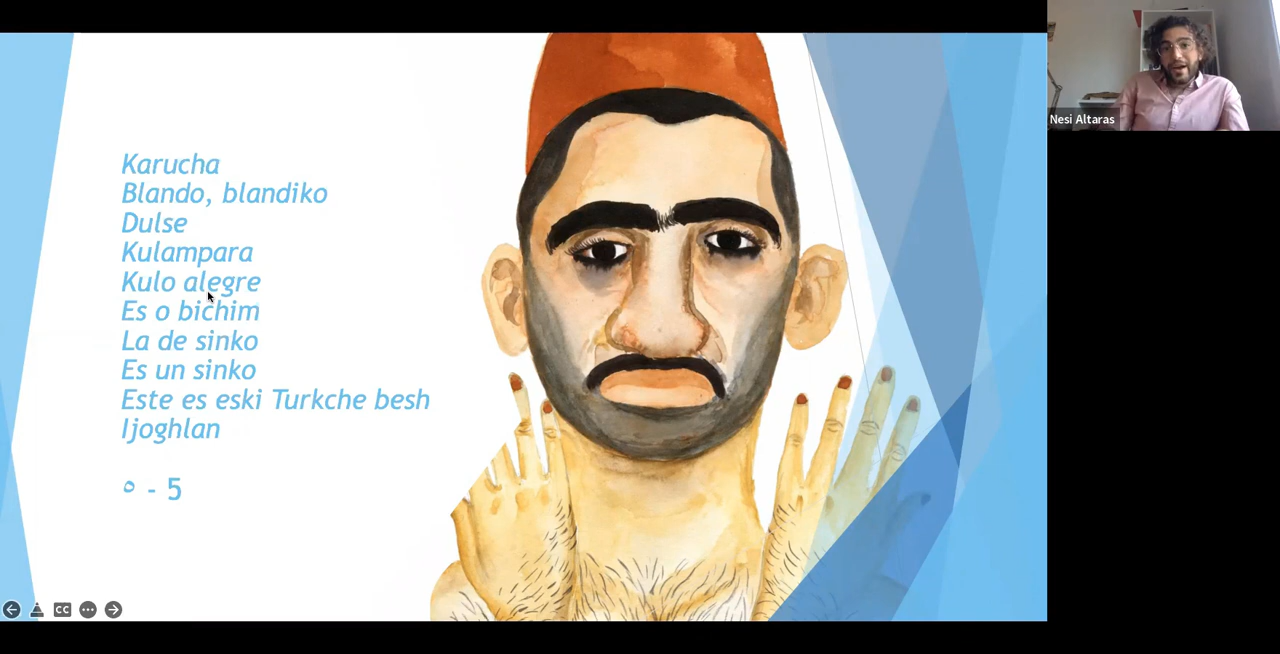 Karucha
Blando, blandiko
Dulse
Kulampara
Kulo alegre
Es o bichim
La de sinko
Es un sinko
Este es eski Turkche besh
Ijoghlan
٥ - 5
Nesi Altaras
CC